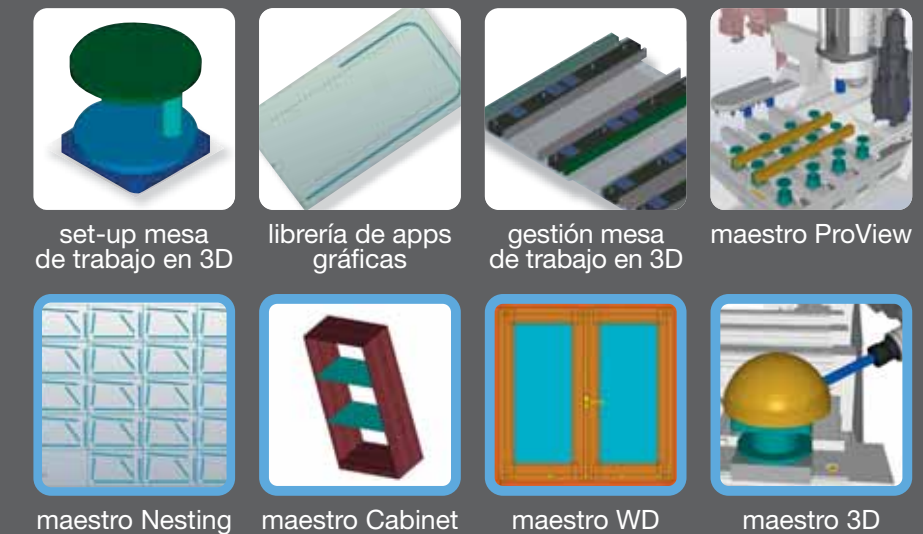 set-up mesa
de trabajo en 3D
librería de apps
gráficas
gestión mesa
de trabajo en 3D
maestro ProView
maestro Nesting
maestro Cabinet
maestro WD
maestro 3D